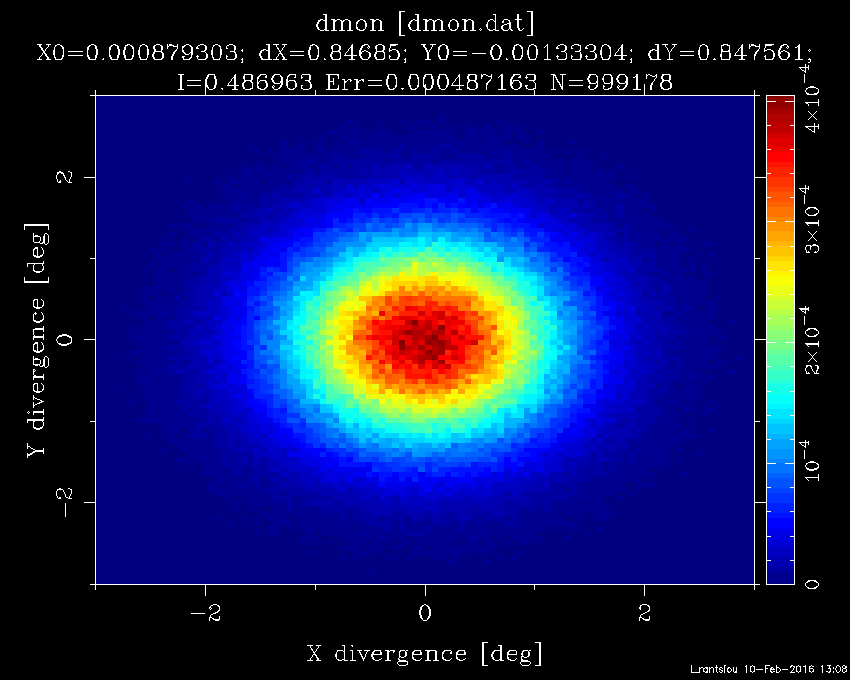 dmon [dmon.dat]
X0=0.000879303; dX=0.84685; Y0=−0.00133304; dY=0.847561;
I=0.486963 Err=0.000487163 N=999178
4×10⁻⁴
3×10⁻⁴
2×10⁻⁴
10⁻⁴
0
Y divergence [deg]
2
0
−2
−2 0 2
X divergence [deg]
10−Feb−2016 13:08